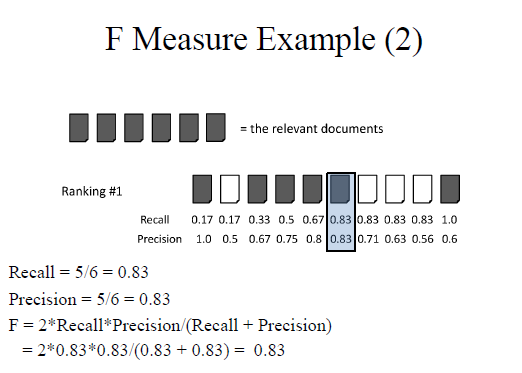 F Measure Example (2)
= the relevant documents
Ranking #1
Recall 0.17 0.17 0.33 0.5 0.67 0.83 0.83 0.83 0.83 1.0
Precision 1.0 0.5 0.67 0.75 0.8 0.83 0.71 0.63 0.56 0.6
Recall = 5/6 = 0.83
Precision = 5/6 = 0.83
F = 2*Recall*Precision/(Recall + Precision)
= 2*0.83*0.83/(0.83 + 0.83) = 0.83